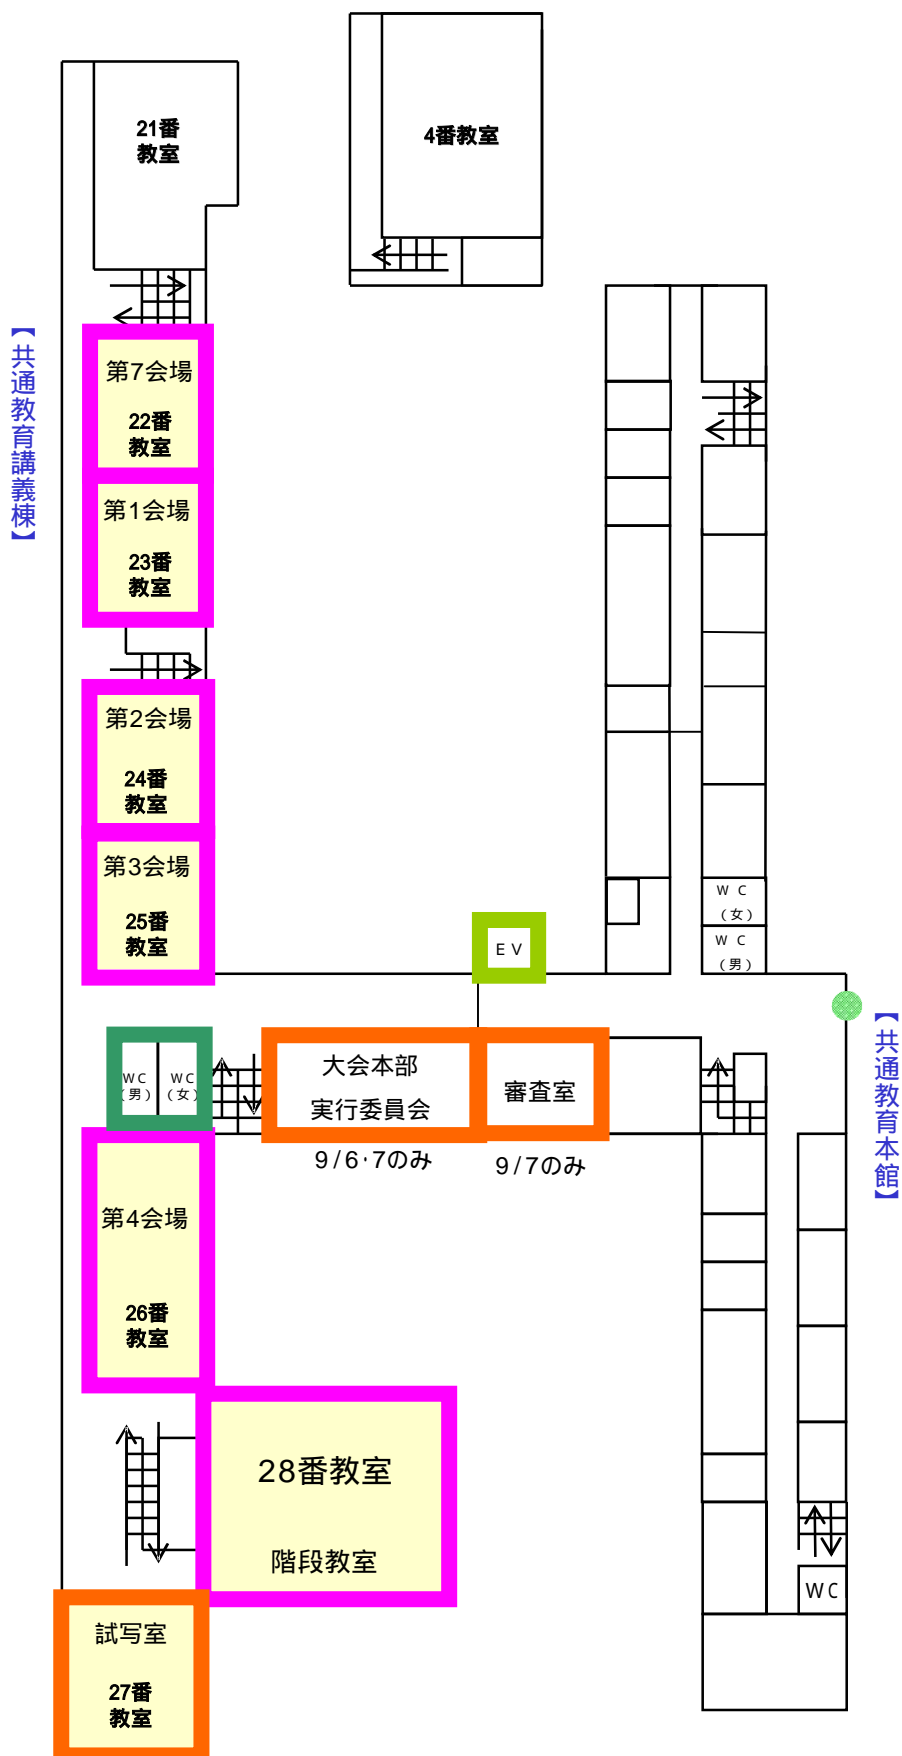 21番
教室
4番教室
【共通教育講義棟】
第7会場
22番
教室
第1会場
23番
教室
第2会場
24番
教室
第3会場
25番
教室
EV
WC
（女）
WC
（男）
【共通教育本館】
WC
（男）
WC
（女）
大会本部
実行委員会
審査室
9/6・7のみ
9/7のみ
第4会場
26番
教室
28番教室
階段教室
WC
試写室
27番
教室